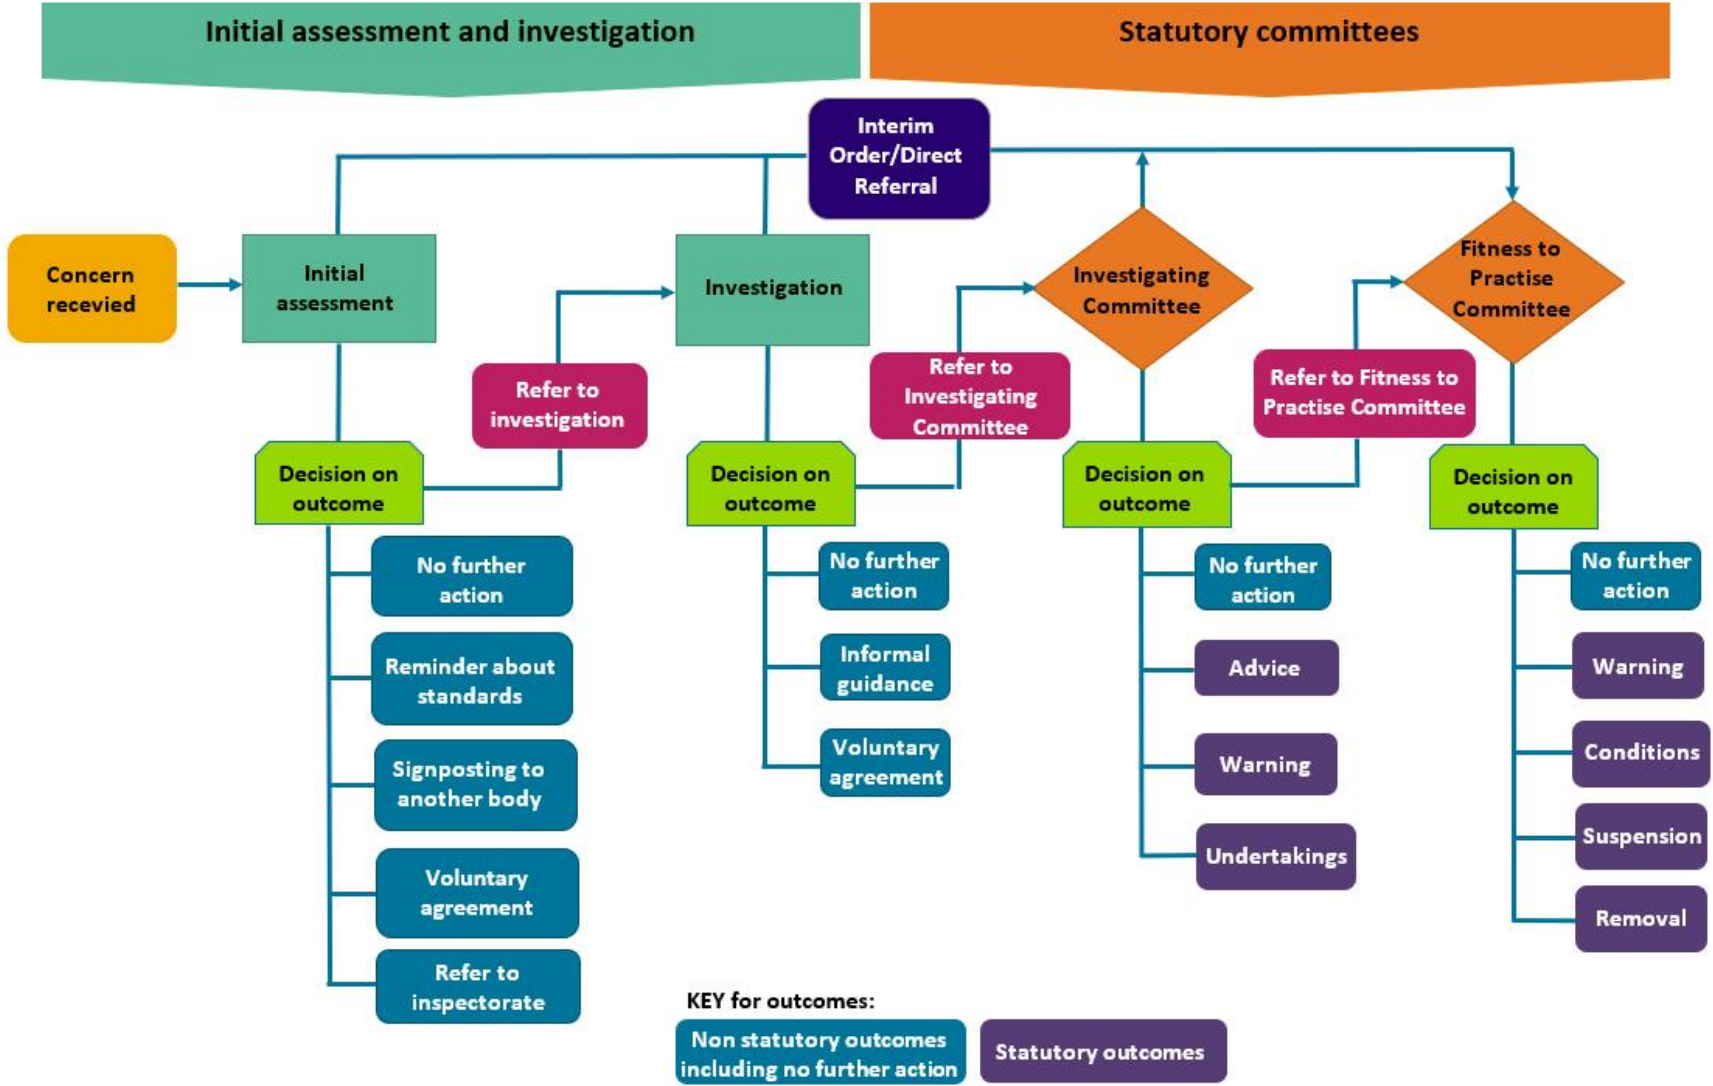 Initial assessment and investigation
Statutory committees
Interim
Order/Direct
Referral
Concern
recevied
Initial
assessment
Refer to
investigation
Investigation
Refer to
Investigating
Committee
Investigating
Committee
Refer to Fitness to
Practise Committee
Fitness to
Practise
Committee
Decision on
outcome
No further
action
Reminder about
standards
Signposting to
another body
Voluntary
agreement
Refer to
inspectorate
Decision on
outcome
No further
action
Informal
guidance
Voluntary
agreement
Decision on
outcome
No further
action
Advice
Warning
Undertakings
Decision on
outcome
No further
action
Warning
Conditions
Suspension
Removal
KEY for outcomes:
Non statutory outcomes
including no further action
Statutory outcomes